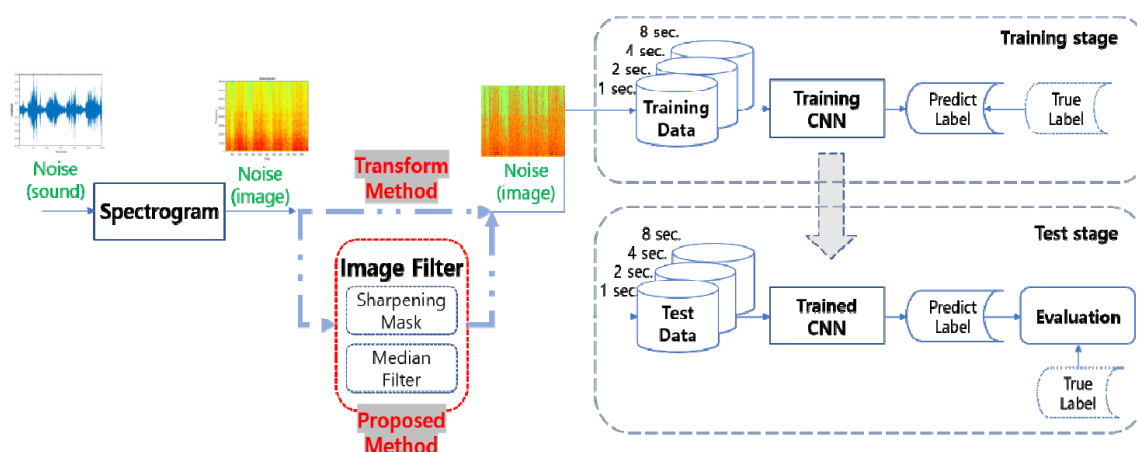 Noise
(sound)
Spectrogram
Noise
(image)
Transform
Method
Image Filter
Sharpening
Mask
Median
Filter
Proposed
Method
Noise
(image)
Training stage
8 sec.
4 sec.
2 sec.
1 sec.
Training
Data
Training
CNN
Predict
Label
True
Label
Test stage
8 sec.
4 sec.
2 sec.
1 sec.
Test
Data
Trained
CNN
Predict
Label
Evaluation
True
Label